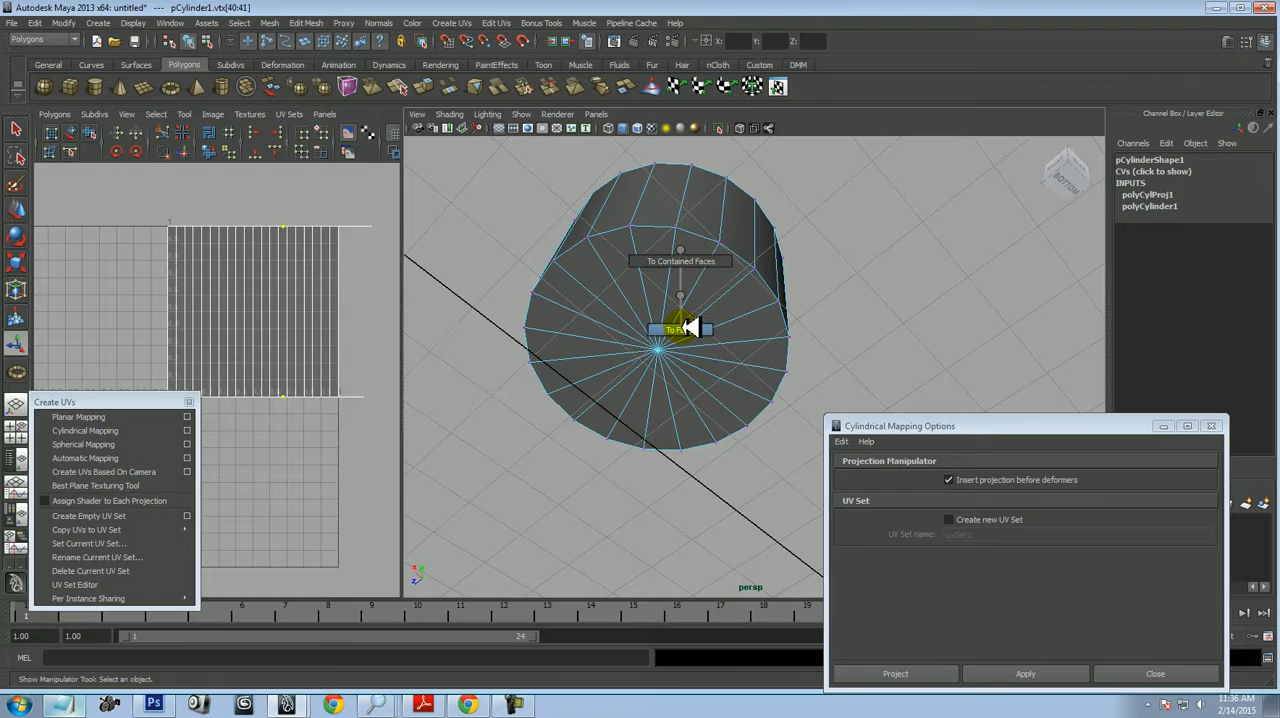 Autodesk Maya 2013 x64: untitled* --- pCylinder1.vtx[40:41]
File Edit Modify Create Display Window Assets Select Mesh Edit Mesh Proxy Normals Color Create UVs Edit UVs Bonus Tools Muscle Pipeline Cache Help
Polygons X: Y: Z:
General Curves Surfaces Polygons Subdivs Deformation Animation Dynamics Rendering PaintEffects Toon Muscle Fluids Fur Hair nCloth Custom DMM
Polygons Subdivs View Select Tool Image Textures UV Sets Panels
View Shading Lighting Show Renderer Panels
Channel Box / Layer Editor
Channels Edit Object Show
pCylinderShape1
CVs (click to show)
INPUTS
polyCylProj1
polyCylinder1
BOTTOM
1
To Contained Faces
To
Create UVs
Planar Mapping
Cylindrical Mapping
Spherical Mapping
Automatic Mapping
Create UVs Based On Camera
Best Plane Texturing Tool
Assign Shader to Each Projection
Create Empty UV Set
Copy UVs to UV Set
Set Current UV Set...
Rename Current UV Set...
Delete Current UV Set
UV Set Editor
Per Instance Sharing
Cylindrical Mapping Options
Edit Help
Projection Manipulator
Insert projection before deformers
UV Set
Create new UV Set
UV Set name: uvSet1
Project Apply Close
persp
x y z
1 7 8 9 10 11 12 13 14 15 16 17 18 19
1.00 1.00 1 24
MEL
Show Manipulator Tool: Select an object.
Ps
11:36 AM
2/14/2015